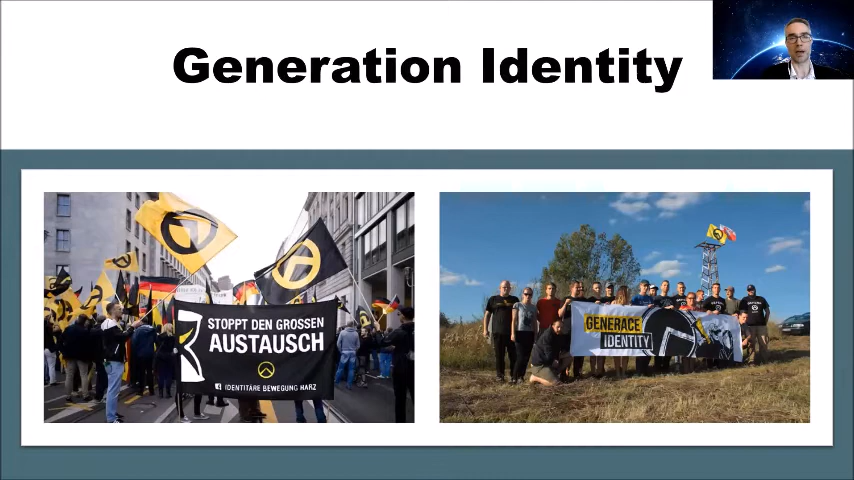 Generation Identity
STOPPT DEN GROSSEN
AUSTAUSCH
IDENTITÄRE BEWEGUNG HARZ
GENERACE
IDENTITY